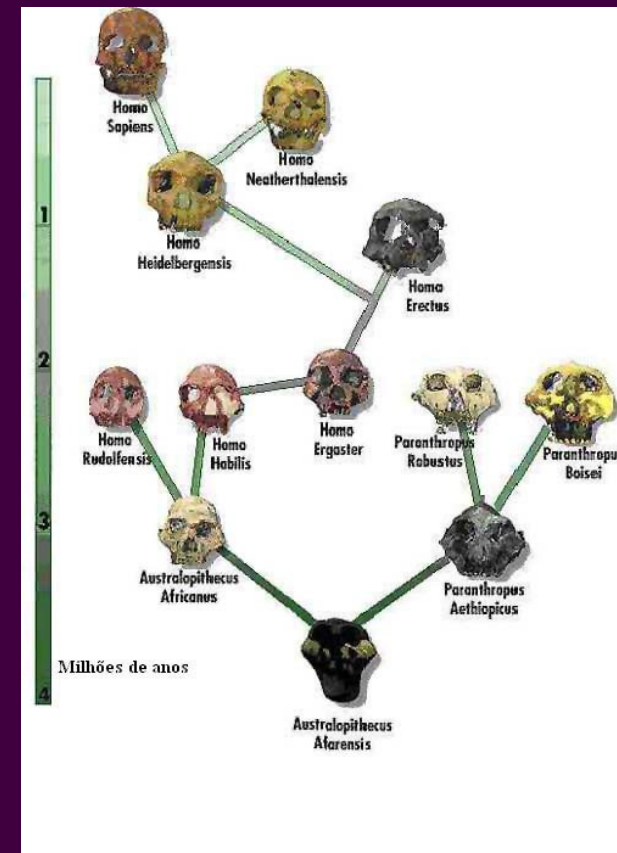 Homo
Sapiens
Homo
Neatherthalensis
1
Homo
Heidelbergensis
Homo
Erectus
2
Homo
Rudolfensis
Homo
Habilis
Homo
Ergaster
Paranthropus
Robustus
Paranthropu
Boisei
3
Australopithecus
Africanus
Paranthropus
Aethiopicus
Milhões de anos
4
Australopithecus
Afarensis